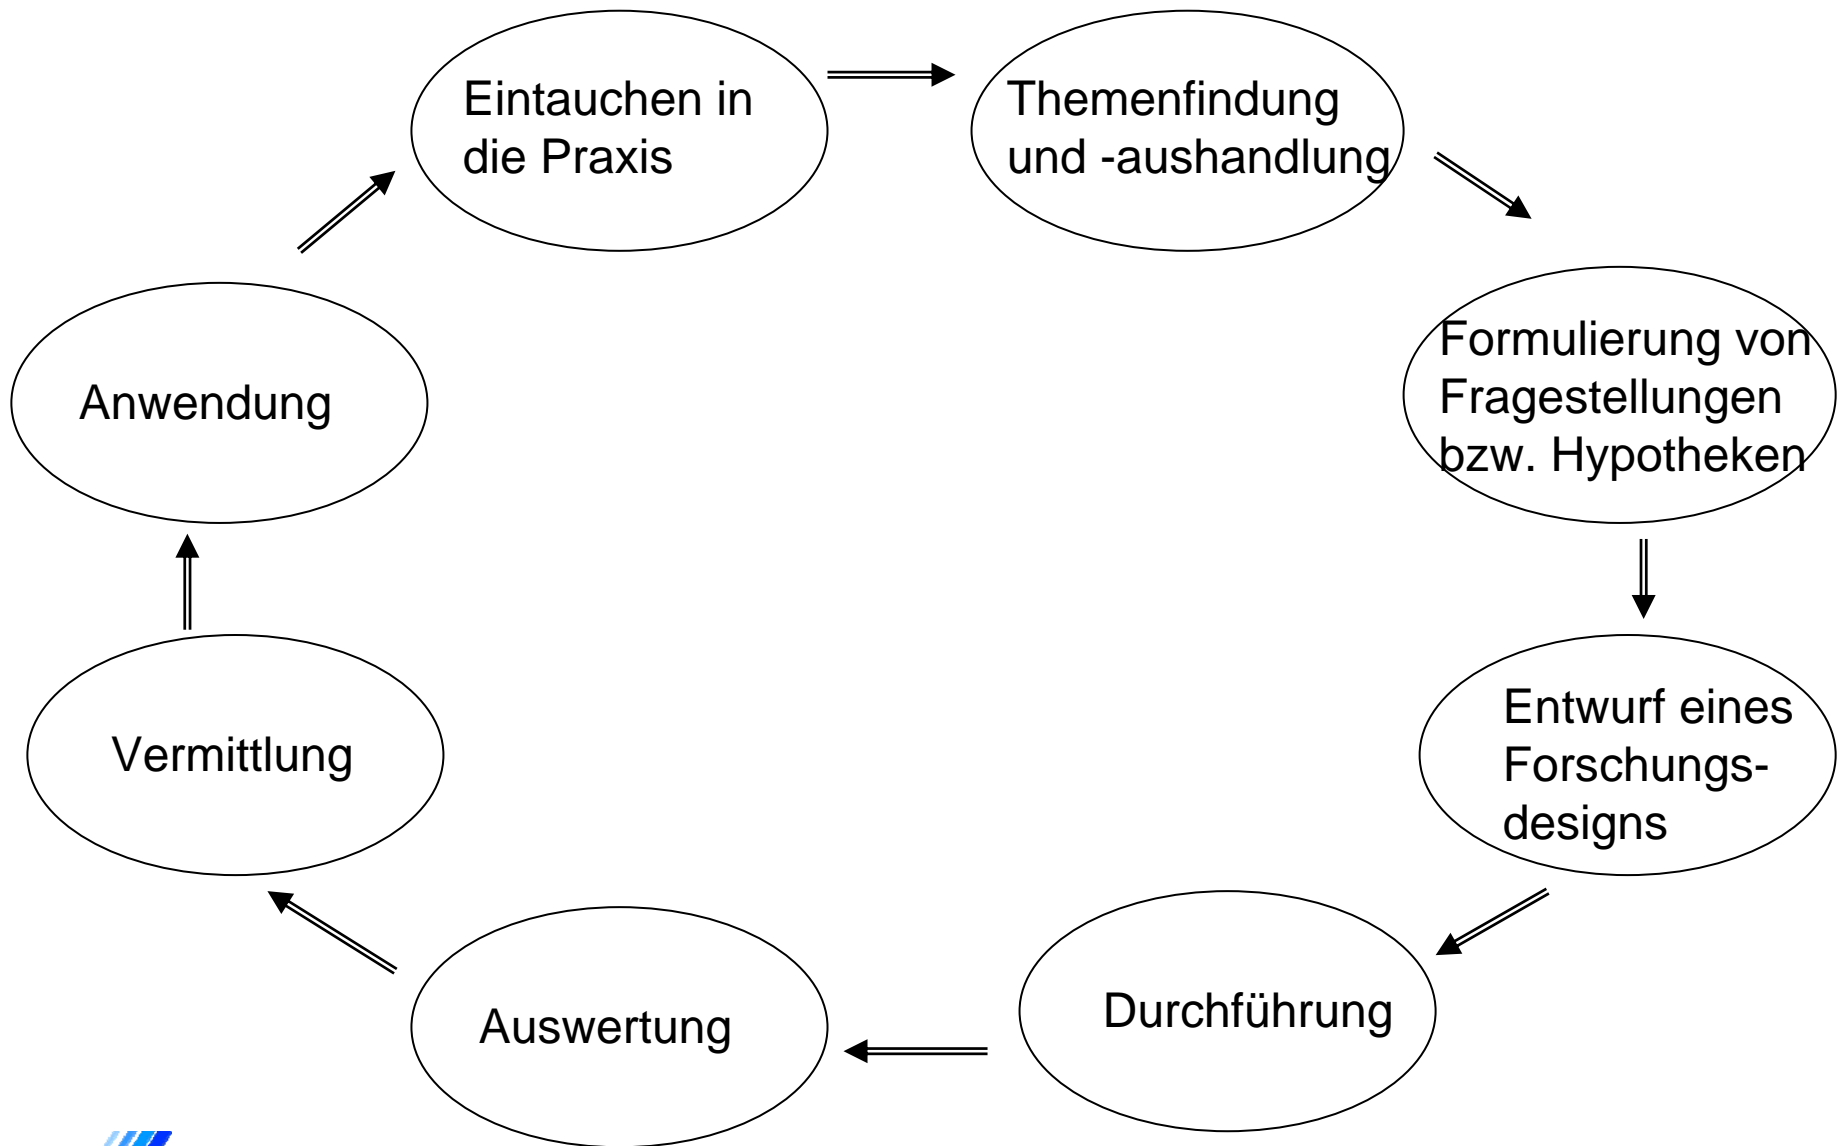 Eintauchen in
die Praxis
Themenfindung
und -aushandlung
Formulierung von
Fragestellungen
bzw. Hypotheken
Entwurf eines
Forschungs-
designs
Durchführung
Auswertung
Vermittlung
Anwendung